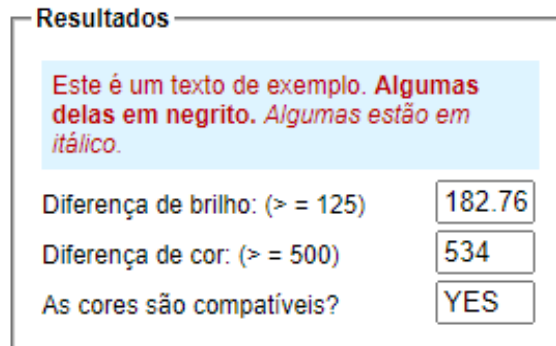 Resultados
Este é um texto de exemplo. Algumas
delas em negrito. Algumas estão em
itálico.
Diferença de brilho: (> = 125) 182.76
Diferença de cor: (> = 500) 534
As cores são compatíveis? YES